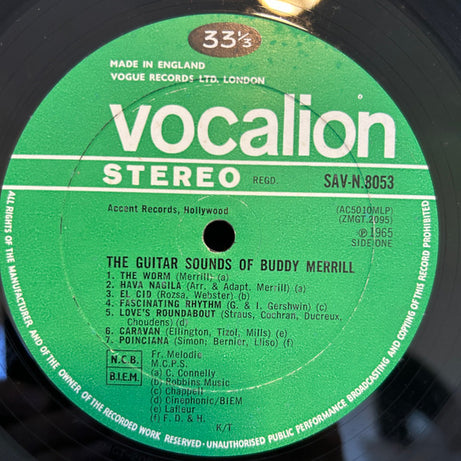 33⅓
MADE IN ENGLAND
VOGUE RECORDS LTD. LONDON
vocalion
STEREO REGD. SAV-N.8053
Accent Records, Hollywood
(AC5010MLP)
(ZMGT.2095)
℗ 1965
SIDE ONE
THE GUITAR SOUNDS OF BUDDY MERRILL
1. THE WORM (Merrill) (a)
2. HAVA NAGILA (Arr. & Adapt. Merrill) (a)
3. EL CID (Rozsa, Webster) (b)
4. FASCINATING RHYTHM (G. & I. Gershwin) (c)
5. LOVE'S ROUNDABOUT (Straus, Cochran, Ducreux,
Choudens) (d)
6. CARAVAN (Ellington, Tizol, Mills) (e)
7. POINCIANA (Simon; Bernier, Lliso) (f)
N.C.B.
B.I.E.M.
Fr. Melodie
M.C.P.S.
(a) C. Connelly
(b) Robbins Music
(c) Chappell
(d) Cinephonic/BIEM
(e) Lafleur
(f) F. D. & H.
K/T
ALL RIGHTS OF THE MANUFACTURER AND OF THE OWNER OF THE RECORDED WORK RESERVED · UNAUTHORISED PUBLIC PERFORMANCE BROADCASTING AND COPYING OF THIS RECORD PROHIBITED